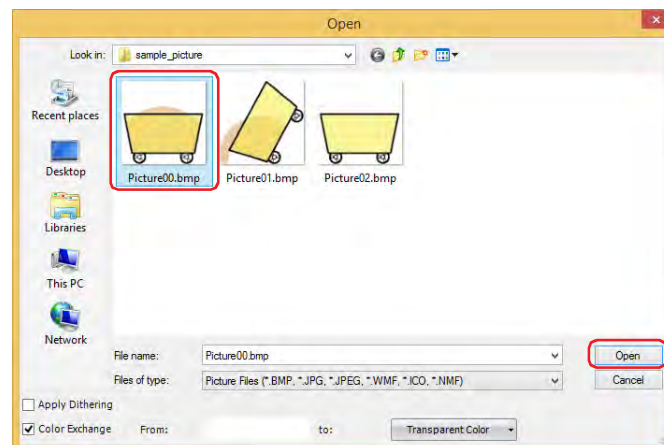 Open
Look in: sample_picture
Recent places
Desktop
Libraries
This PC
Network
Picture00.bmp
Picture01.bmp
Picture02.bmp
File name: Picture00.bmp Open
Files of type: Picture Files (*.BMP, *.JPG, *.JPEG, *.WMF, *.ICO, *.NMF) Cancel
Apply Dithering
Color Exchange From: to: Transparent Color